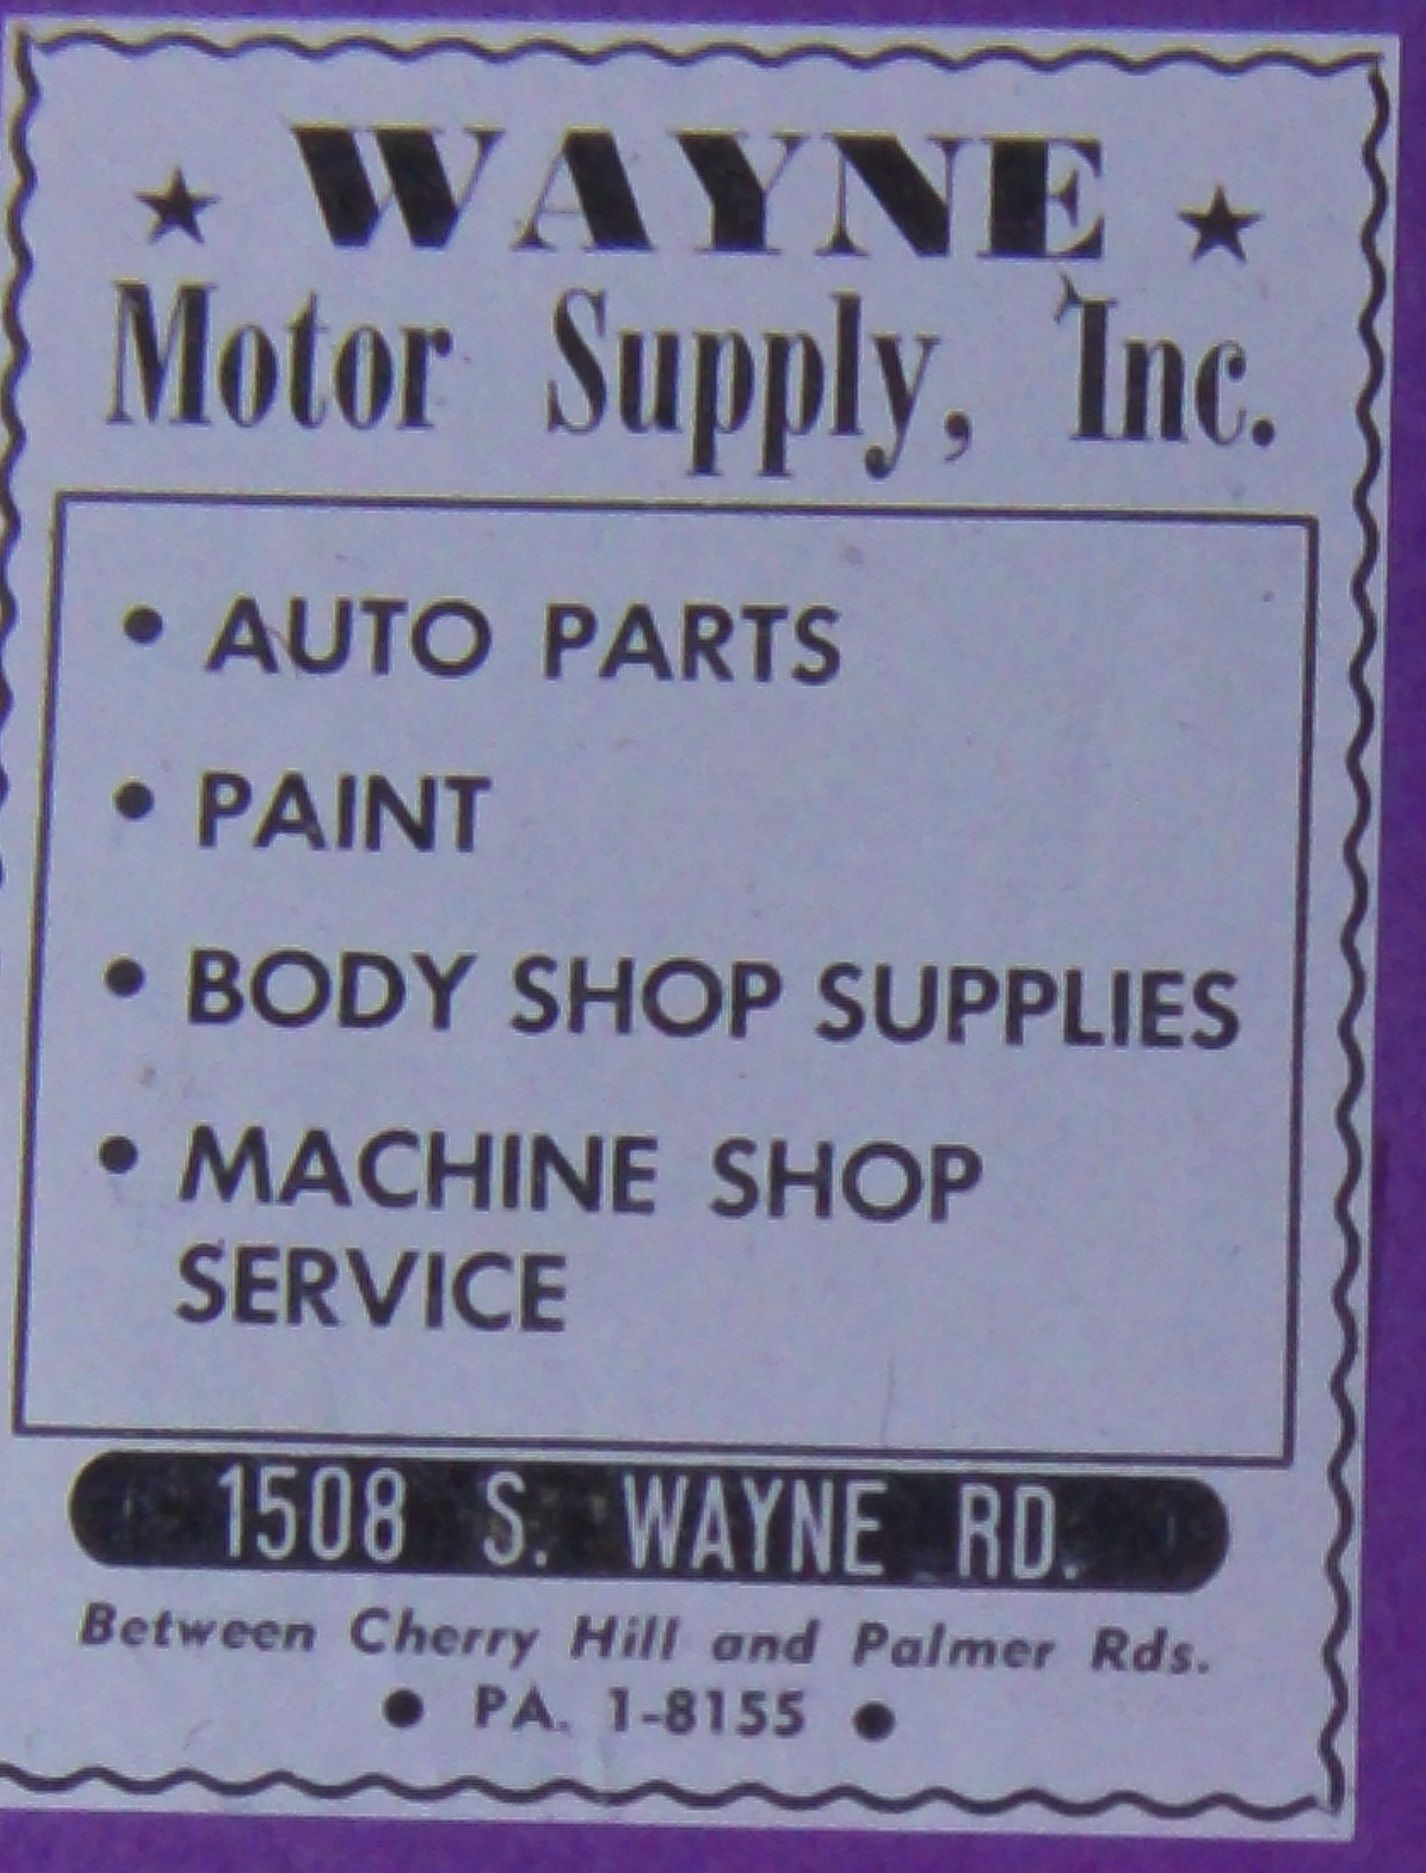 ★ WAYNE ★
Motor Supply, Inc.
• AUTO PARTS
• PAINT
• BODY SHOP SUPPLIES
• MACHINE SHOP
SERVICE
1508 S. WAYNE RD.
Between Cherry Hill and Palmer Rds.
• PA. 1-8155 •